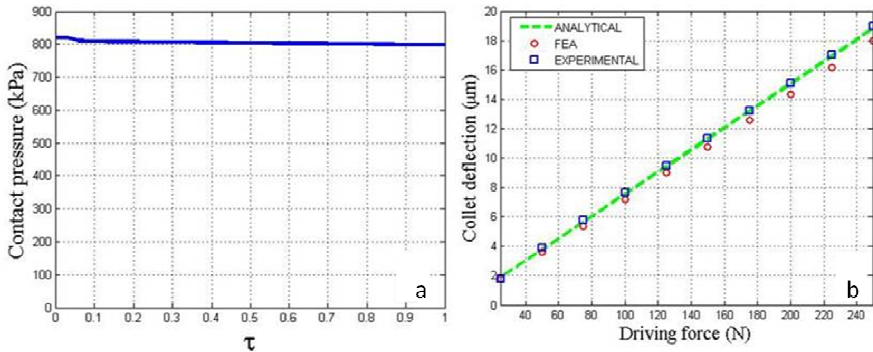 900
800
700
600
500
400
300
200
100
0
Contact pressure (kPa)
0 0.1 0.2 0.3 0.4 0.5 0.6 0.7 0.8 0.9 1
τ
a
20
18
16
14
12
10
8
6
4
2
0
Collet deflection (μm)
ANALYTICAL
FEA
EXPERIMENTAL
40 60 80 100 120 140 160 180 200 220 240
Driving force (N)
b